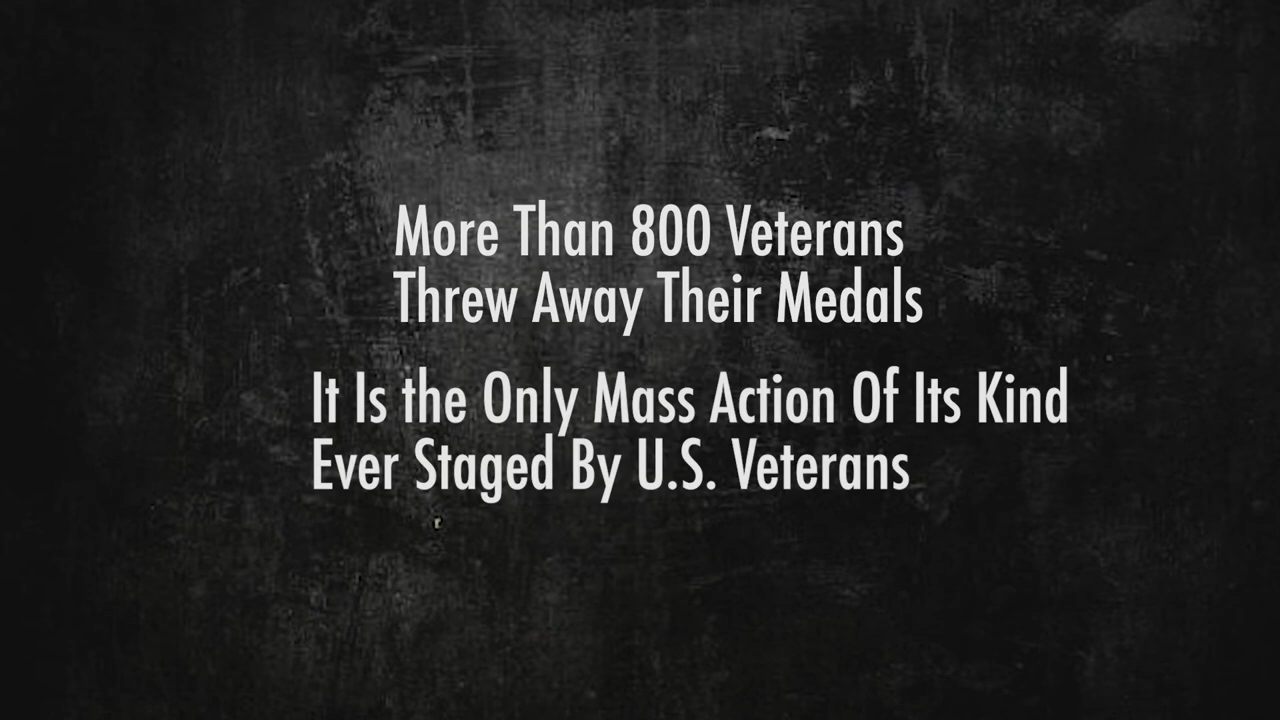 More Than 800 Veterans
Threw Away Their Medals
It Is the Only Mass Action Of Its Kind
Ever Staged By U.S. Veterans